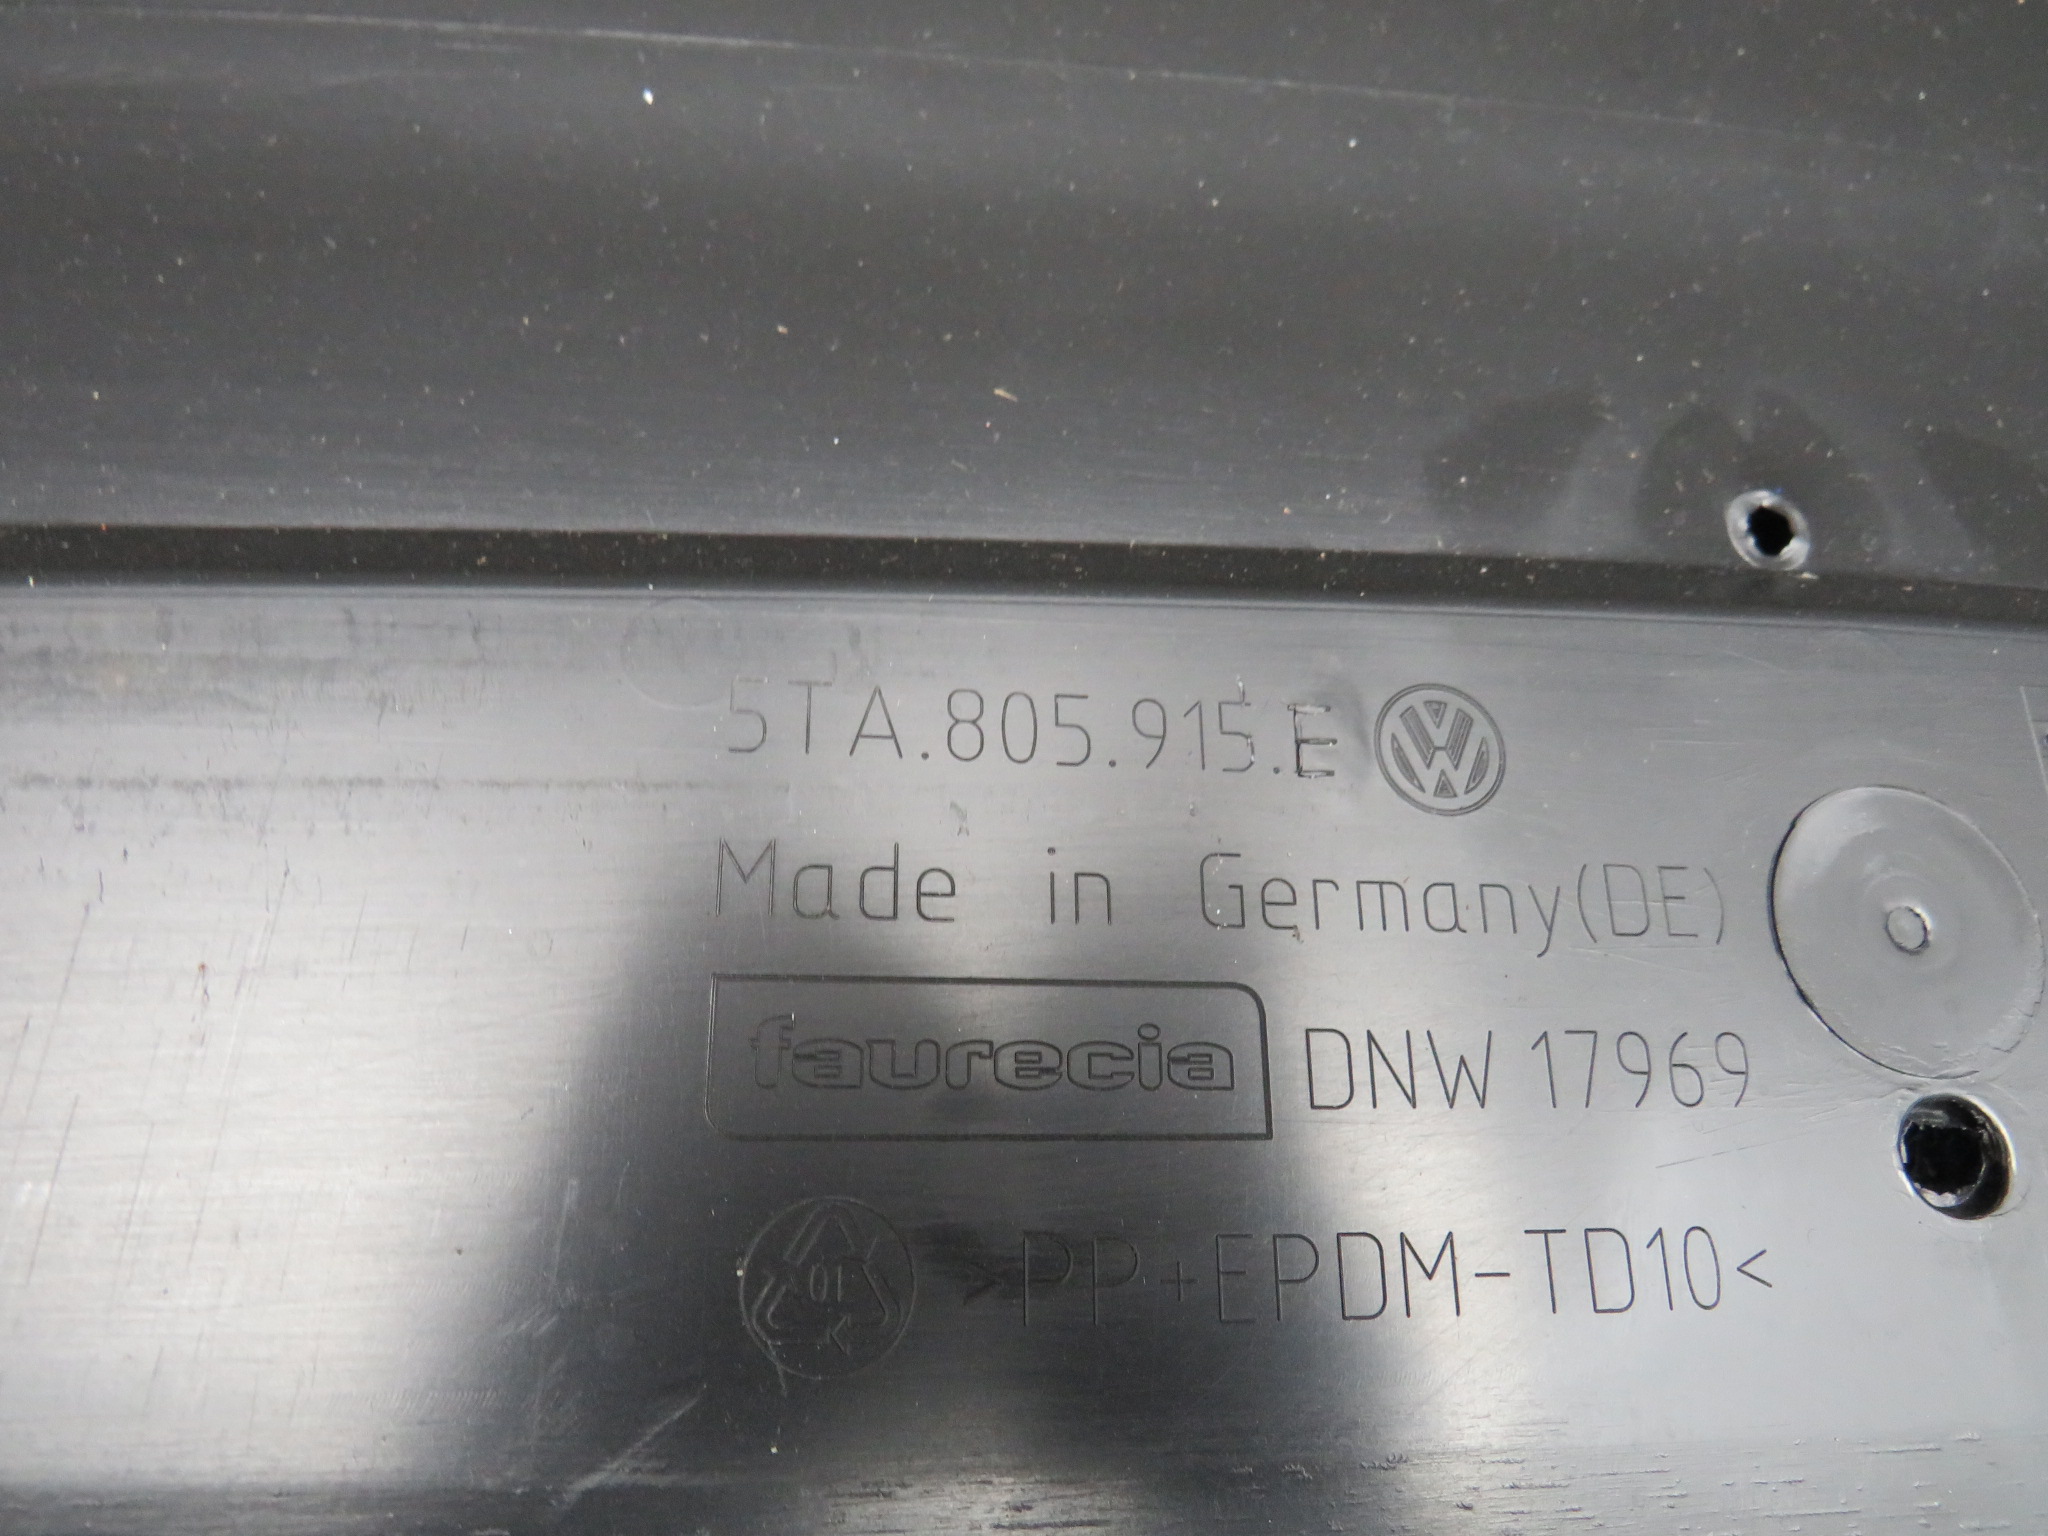 5TA.805.915.E
Made in Germany(DE)
faurecia DNW 17969
>PP+EPDM-TD10<